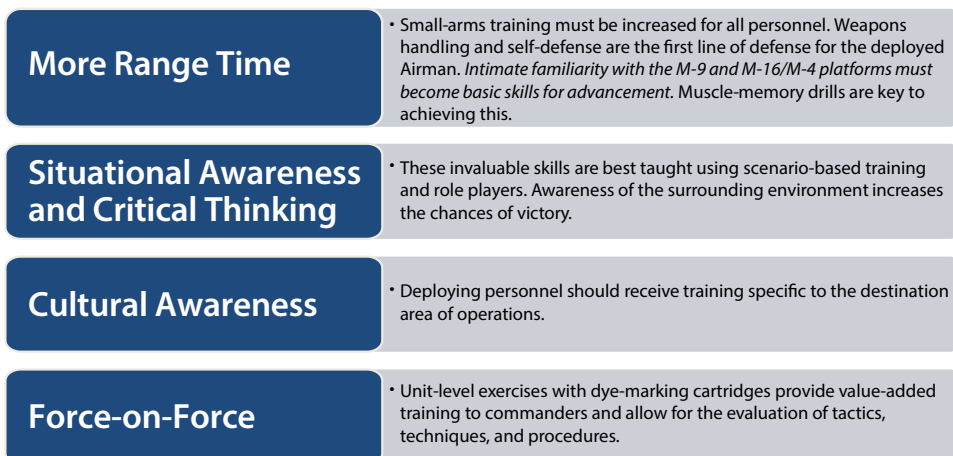 More Range Time
• Small-arms training must be increased for all personnel. Weapons
handling and self-defense are the first line of defense for the deployed
Airman. Intimate familiarity with the M-9 and M-16/M-4 platforms must
become basic skills for advancement. Muscle-memory drills are key to
achieving this.
Situational Awareness
and Critical Thinking
• These invaluable skills are best taught using scenario-based training
and role players. Awareness of the surrounding environment increases
the chances of victory.
Cultural Awareness
• Deploying personnel should receive training specific to the destination
area of operations.
Force-on-Force
• Unit-level exercises with dye-marking cartridges provide value-added
training to commanders and allow for the evaluation of tactics,
techniques, and procedures.